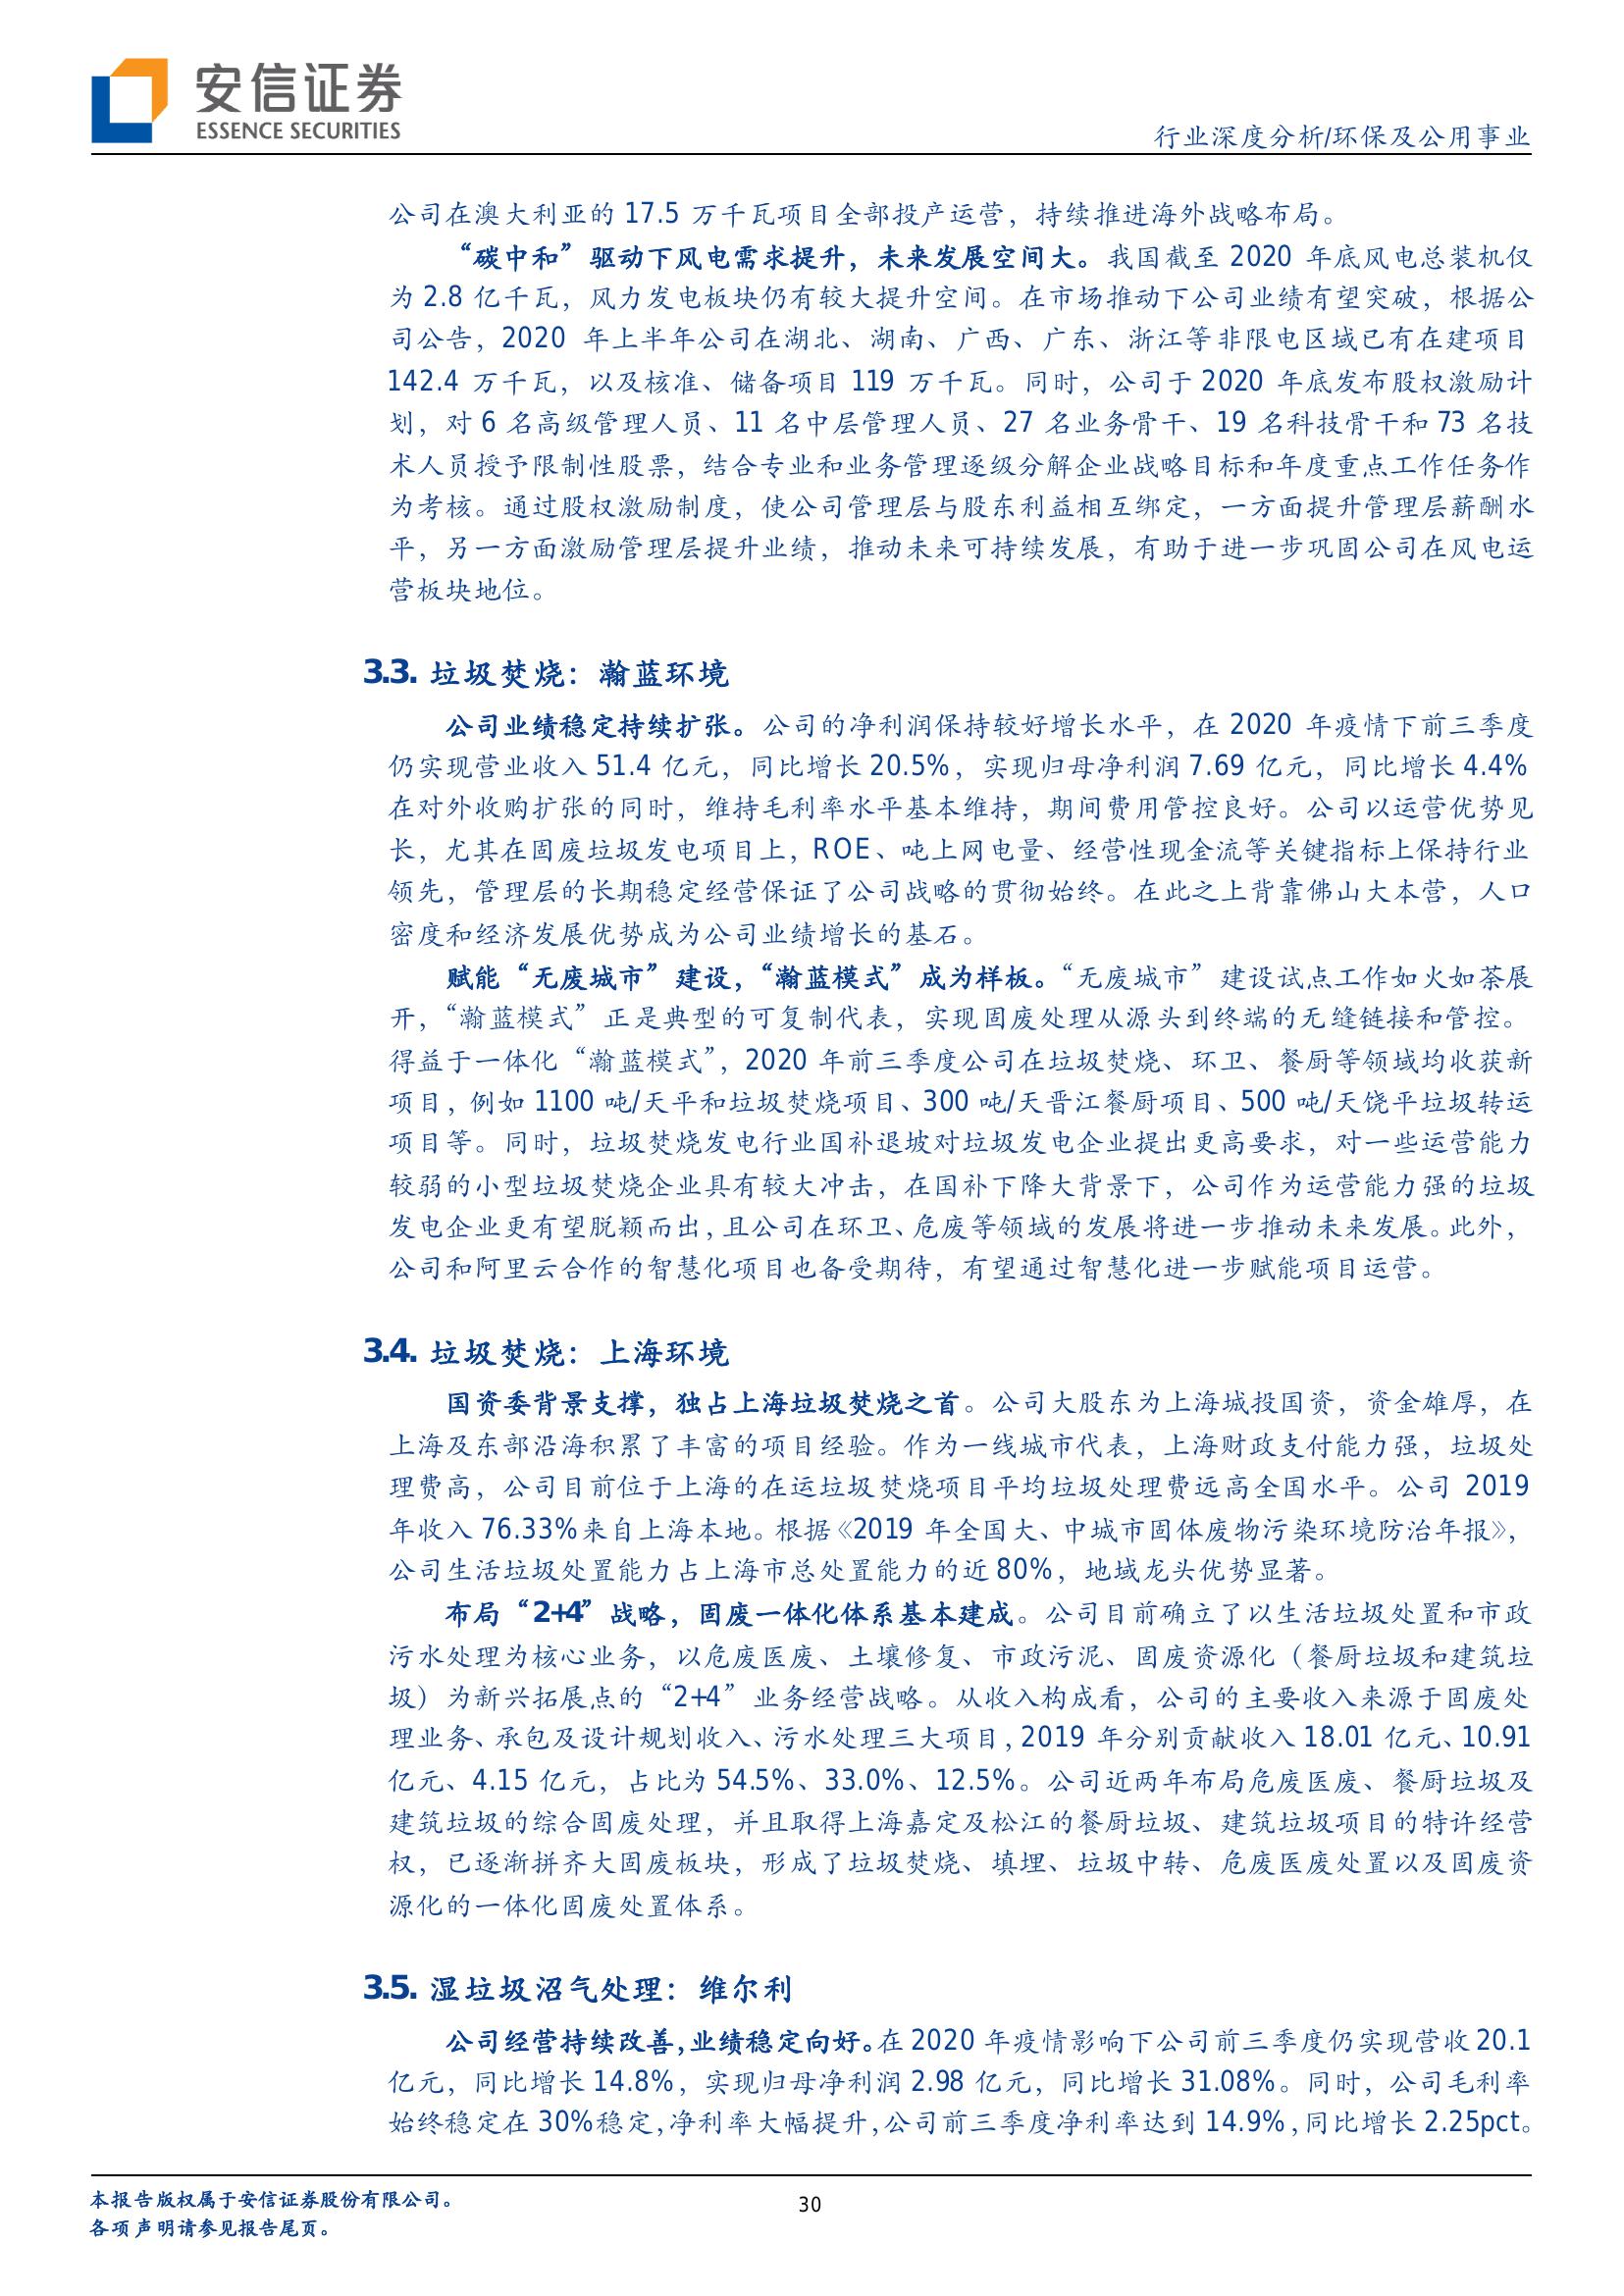 安信证券
ESSENCE SECURITIES
行业深度分析/环保及公用事业
公司在澳大利亚的 17.5 万千瓦项目全部投产运营，持续推进海外战略布局。
“碳中和”驱动下风电需求提升，未来发展空间大。我国截至 2020 年底风电总装机仅
为 2.8 亿千瓦，风力发电板块仍有较大提升空间。在市场推动下公司业绩有望突破，根据公
司公告，2020 年上半年公司在湖北、湖南、广西、广东、浙江等非限电区域已有在建项目
142.4 万千瓦，以及核准、储备项目 119 万千瓦。同时，公司于 2020 年底发布股权激励计
划，对 6 名高级管理人员、11 名中层管理人员、27 名业务骨干、19 名科技骨干和 73 名技
术人员授予限制性股票，结合专业和业务管理逐级分解企业战略目标和年度重点工作任务作
为考核。通过股权激励制度，使公司管理层与股东利益相互绑定，一方面提升管理层薪酬水
平，另一方面激励管理层提升业绩，推动未来可持续发展，有助于进一步巩固公司在风电运
营板块地位。
3.3. 垃圾焚烧：瀚蓝环境
公司业绩稳定持续扩张。公司的净利润保持较好增长水平，在 2020 年疫情下前三季度
仍实现营业收入 51.4 亿元，同比增长 20.5%，实现归母净利润 7.69 亿元，同比增长 4.4%
在对外收购扩张的同时，维持毛利率水平基本维持，期间费用管控良好。公司以运营优势见
长，尤其在固废垃圾发电项目上，ROE、吨上网电量、经营性现金流等关键指标上保持行业
领先，管理层的长期稳定经营保证了公司战略的贯彻始终。在此之上背靠佛山大本营，人口
密度和经济发展优势成为公司业绩增长的基石。
赋能“无废城市”建设，“瀚蓝模式”成为样板。“无废城市”建设试点工作如火如荼展
开，“瀚蓝模式”正是典型的可复制代表，实现固废处理从源头到终端的无缝链接和管控。
得益于一体化“瀚蓝模式”，2020 年前三季度公司在垃圾焚烧、环卫、餐厨等领域均收获新
项目，例如 1100 吨/天平和垃圾焚烧项目、300 吨/天晋江餐厨项目、500 吨/天饶平垃圾转运
项目等。同时，垃圾焚烧发电行业国补退坡对垃圾发电企业提出更高要求，对一些运营能力
较弱的小型垃圾焚烧企业具有较大冲击，在国补下降大背景下，公司作为运营能力强的垃圾
发电企业更有望脱颖而出，且公司在环卫、危废等领域的发展将进一步推动未来发展。此外，
公司和阿里云合作的智慧化项目也备受期待，有望通过智慧化进一步赋能项目运营。
3.4. 垃圾焚烧：上海环境
国资委背景支撑，独占上海垃圾焚烧之首。公司大股东为上海城投国资，资金雄厚，在
上海及东部沿海积累了丰富的项目经验。作为一线城市代表，上海财政支付能力强，垃圾处
理费高，公司目前位于上海的在运垃圾焚烧项目平均垃圾处理费远高全国水平。公司 2019
年收入 76.33%来自上海本地。根据《2019 年全国大、中城市固体废物污染环境防治年报》，
公司生活垃圾处置能力占上海市总处置能力的近 80%，地域龙头优势显著。
布局“2+4”战略，固废一体化体系基本建成。公司目前确立了以生活垃圾处置和市政
污水处理为核心业务，以危废医废、土壤修复、市政污泥、固废资源化（餐厨垃圾和建筑垃
圾）为新兴拓展点的“2+4”业务经营战略。从收入构成看，公司的主要收入来源于固废处
理业务、承包及设计规划收入、污水处理三大项目，2019 年分别贡献收入 18.01 亿元、10.91
亿元、4.15 亿元，占比为 54.5%、33.0%、12.5%。公司近两年布局危废医废、餐厨垃圾及
建筑垃圾的综合固废处理，并且取得上海嘉定及松江的餐厨垃圾、建筑垃圾项目的特许经营
权，已逐渐拼齐大固废板块，形成了垃圾焚烧、填埋、垃圾中转、危废医废处置以及固废资
源化的一体化固废处置体系。
3.5. 湿垃圾沼气处理：维尔利
公司经营持续改善，业绩稳定向好。在 2020 年疫情影响下公司前三季度仍实现营收 20.1
亿元，同比增长 14.8%，实现归母净利润 2.98 亿元，同比增长 31.08%。同时，公司毛利率
始终稳定在 30%稳定，净利率大幅提升，公司前三季度净利率达到 14.9%，同比增长 2.25pct。
本报告版权属于安信证券股份有限公司。
30
各项声明请参见报告尾页。